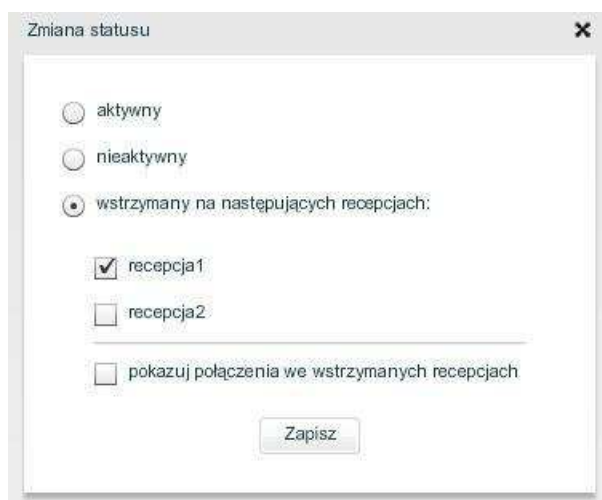 Zmiana statusu
aktywny
nieaktywny
wstrzymany na następujących recepcjach:
recepcja1
recepcja2
pokazuj połączenia we wstrzymanych recepcjach
Zapisz